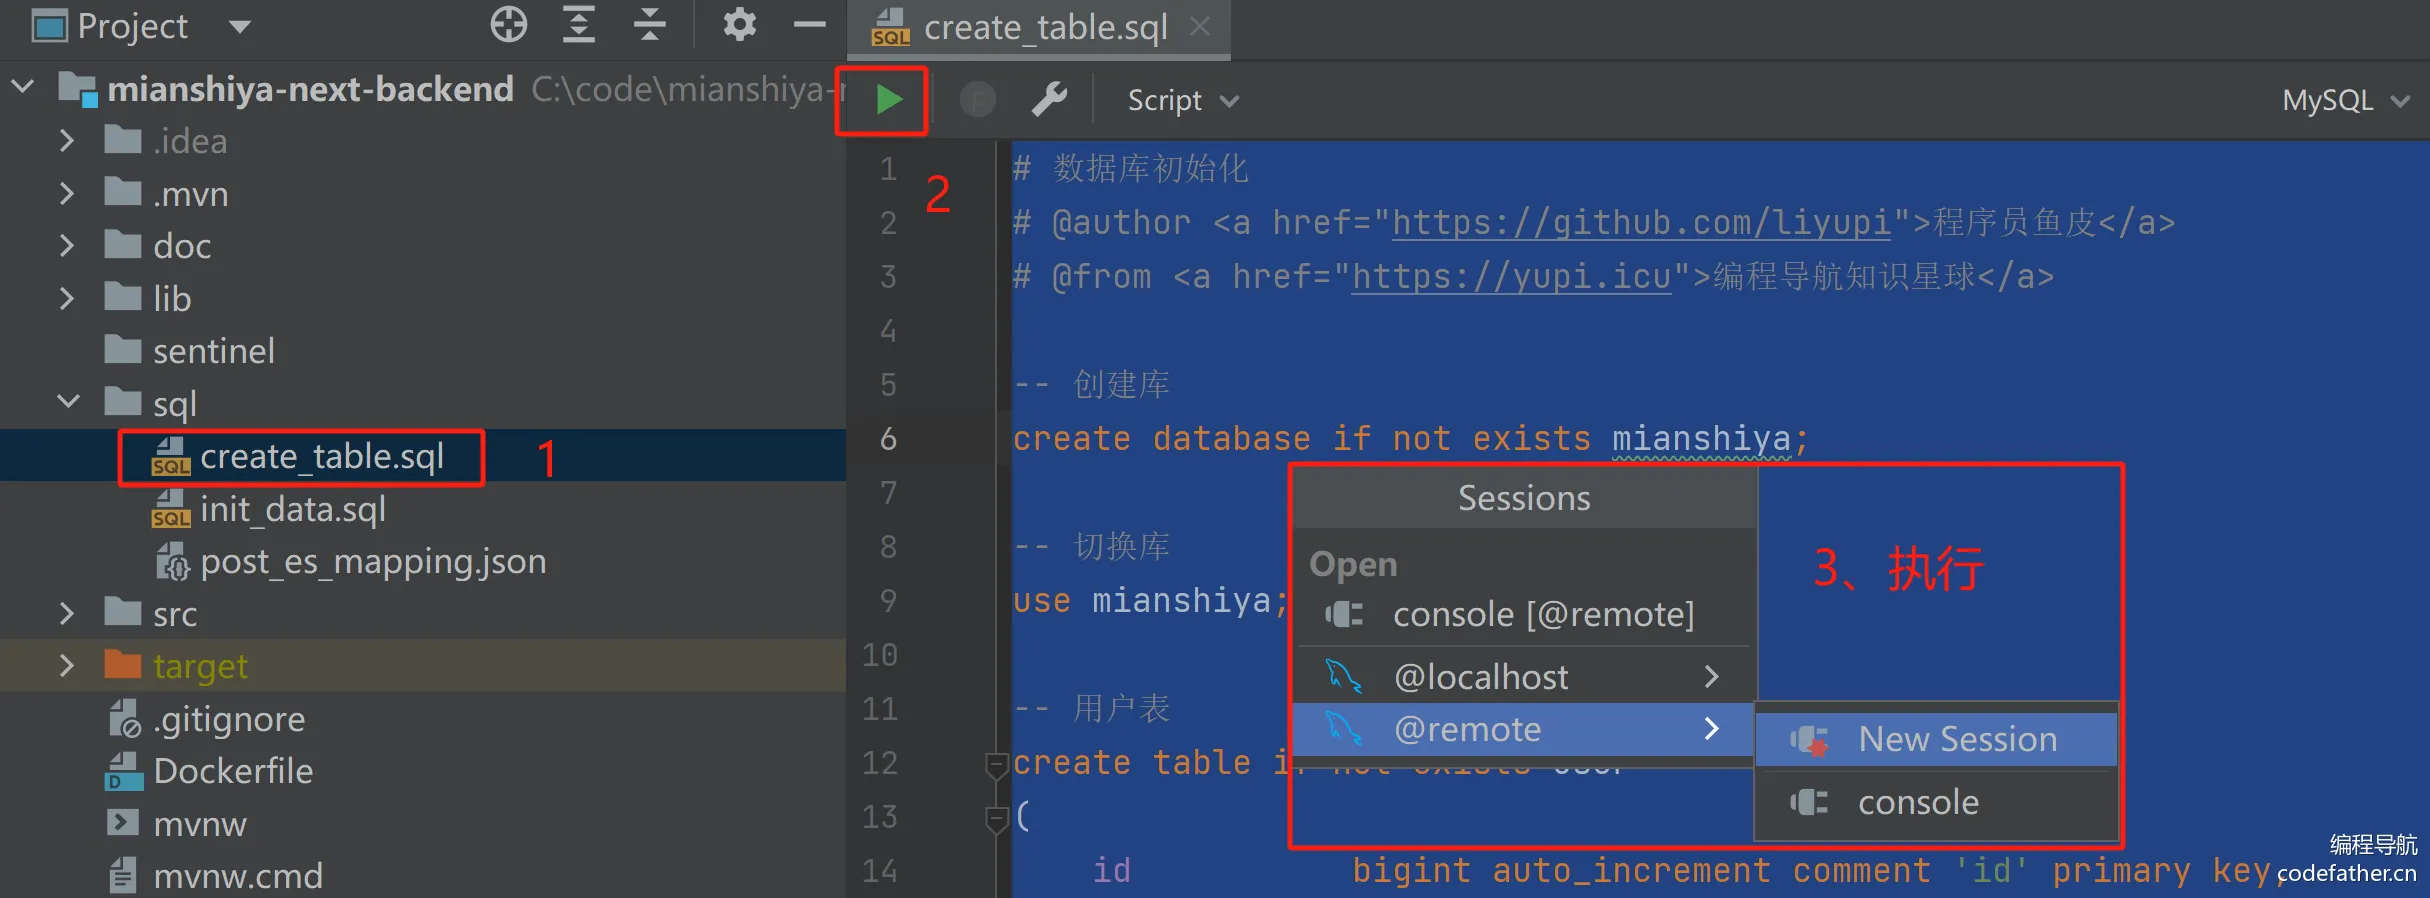 Project
mianshiya-next-backend C:\code\mianshiya-
.idea
.mvn
doc
lib
sentinel
sql
create_table.sql
1
init_data.sql
post_es_mapping.json
src
target
.gitignore
Dockerfile
mvnw
mvnw.cmd
create_table.sql
Script
MySQL
2
1 # 数据库初始化
2 # @author <a href="https://github.com/liyupi">程序员鱼皮</a>
3 # @from <a href="https://yupi.icu">编程导航知识星球</a>
4
5 -- 创建库
6 create database if not exists mianshiya;
7
8 -- 切换库
9 use mianshiya;
10
11 -- 用户表
12 create table if not exists user
13 (
14 id bigint auto_increment comment 'id' primary key,
Sessions
Open
console [@remote]
@localhost
@remote
3、执行
New Session
console
编程导航
codefather.cn